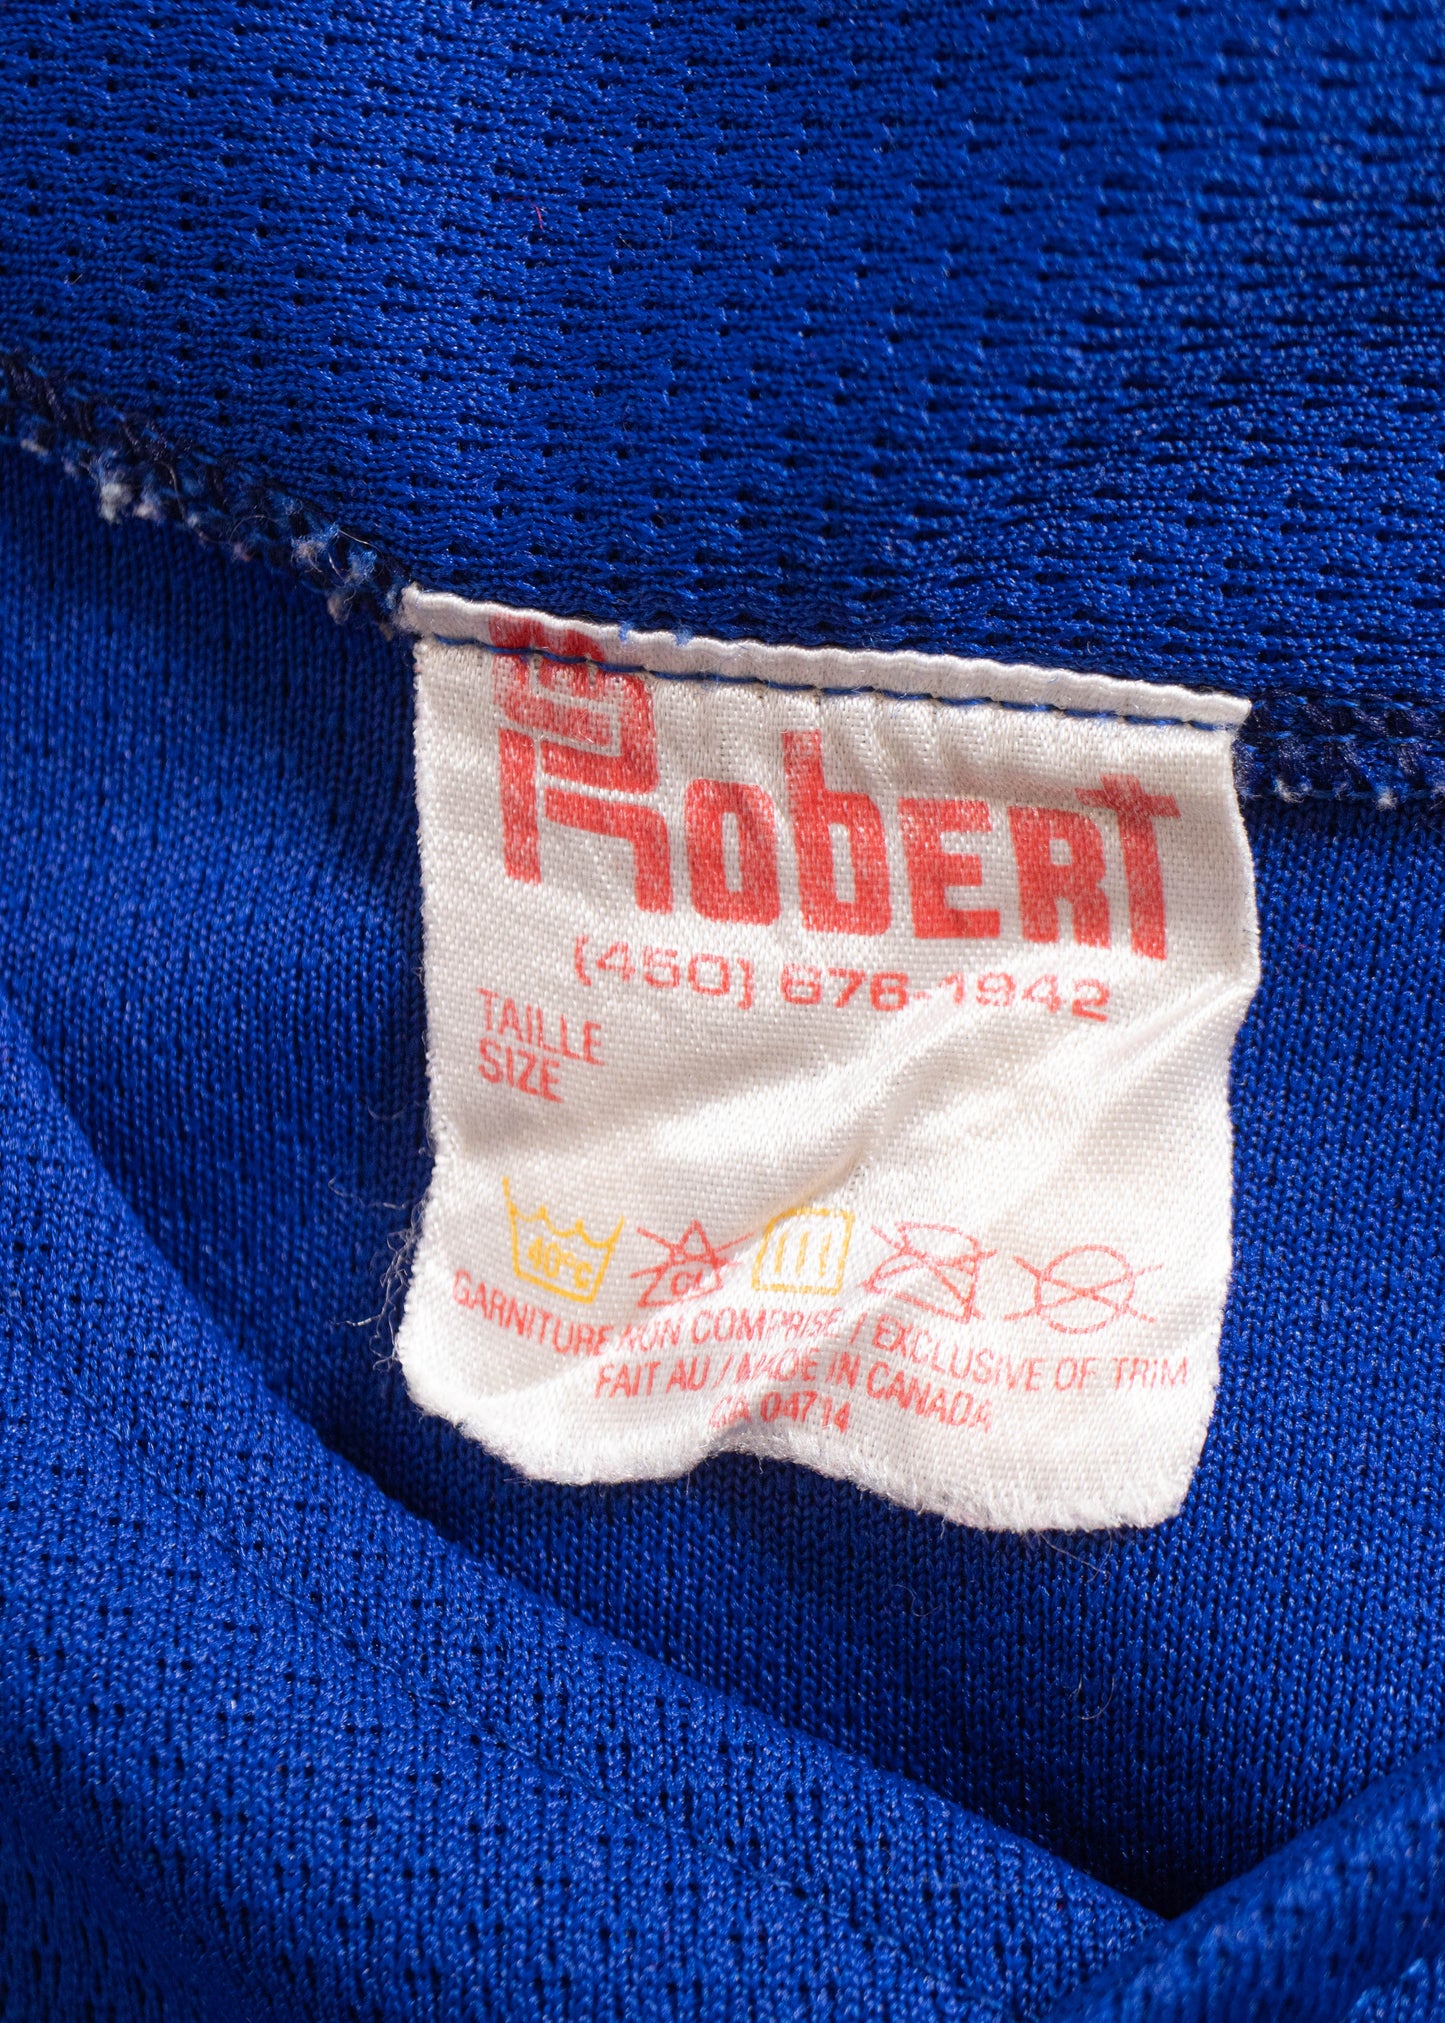 Robert
(450) 676-1942
TAILLE
SIZE
40°C
CL
GARNITURE NON COMPRISE / EXCLUSIVE OF TRIM
FAIT AU / MADE IN CANADA
CA 04714